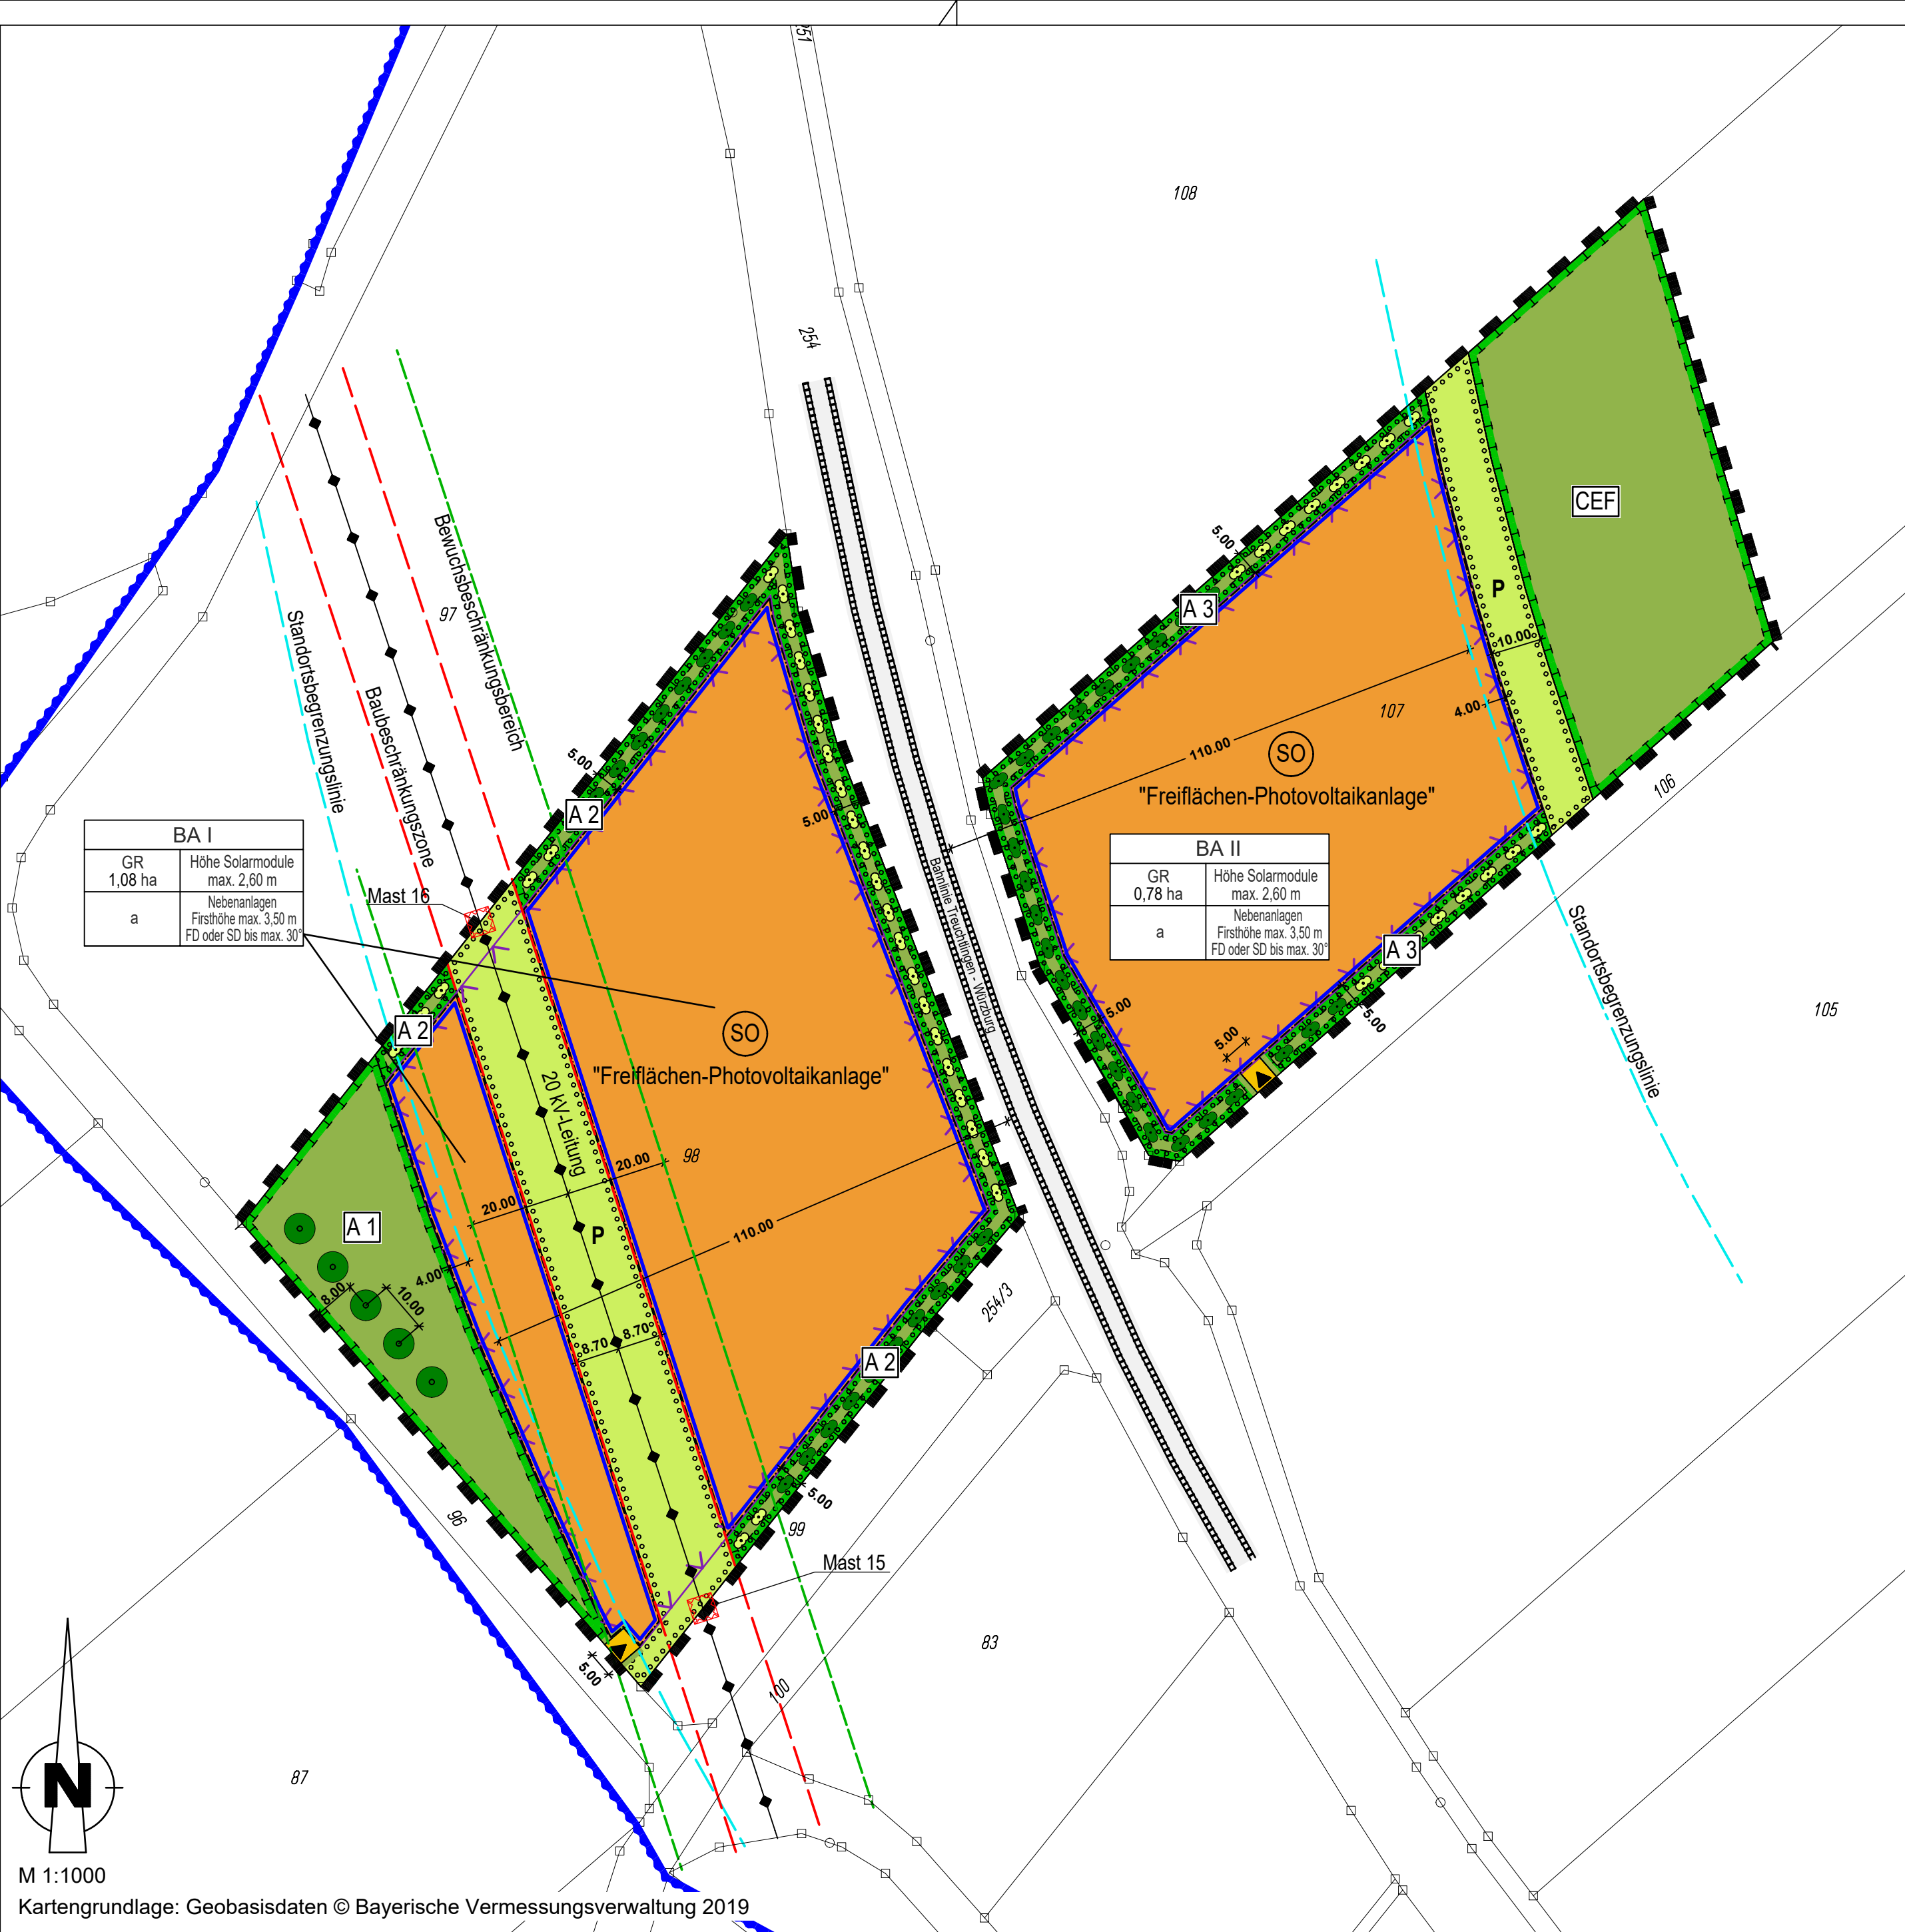 251
108
254
CEF
5.00
A 3
P
10.00
4.00
107
110.00
SO
"Freiflächen-Photovoltaikanlage"
BA II
GR
0,78 ha
Höhe Solarmodule
max. 2,60 m
a
Nebenanlagen
Firsthöhe max. 3,50 m
FD oder SD bis max. 30°
A 3
5.00
5.00
5.00
106
105
Standortsbegrenzungslinie
Bahnlinie Treuchtlingen - Würzburg
97
Bewuchsbeschränkungsbereich
Standortsbegrenzungslinie
Baubeschränkungszone
5.00
A 2
5.00
BA I
GR
1,08 ha
Höhe Solarmodule
max. 2,60 m
a
Nebenanlagen
Firsthöhe max. 3,50 m
FD oder SD bis max. 30°
Mast 16
A 2
SO
"Freiflächen-Photovoltaikanlage"
20 kV-Leitung
20.00
98
20.00
P
110.00
A 1
4.00
8.00
10.00
8.70
8.70
254/3
A 2
5.00
99
96
Mast 15
5.00
100
83
87
N
M 1:1000
Kartengrundlage: Geobasisdaten © Bayerische Vermessungsverwaltung 2019